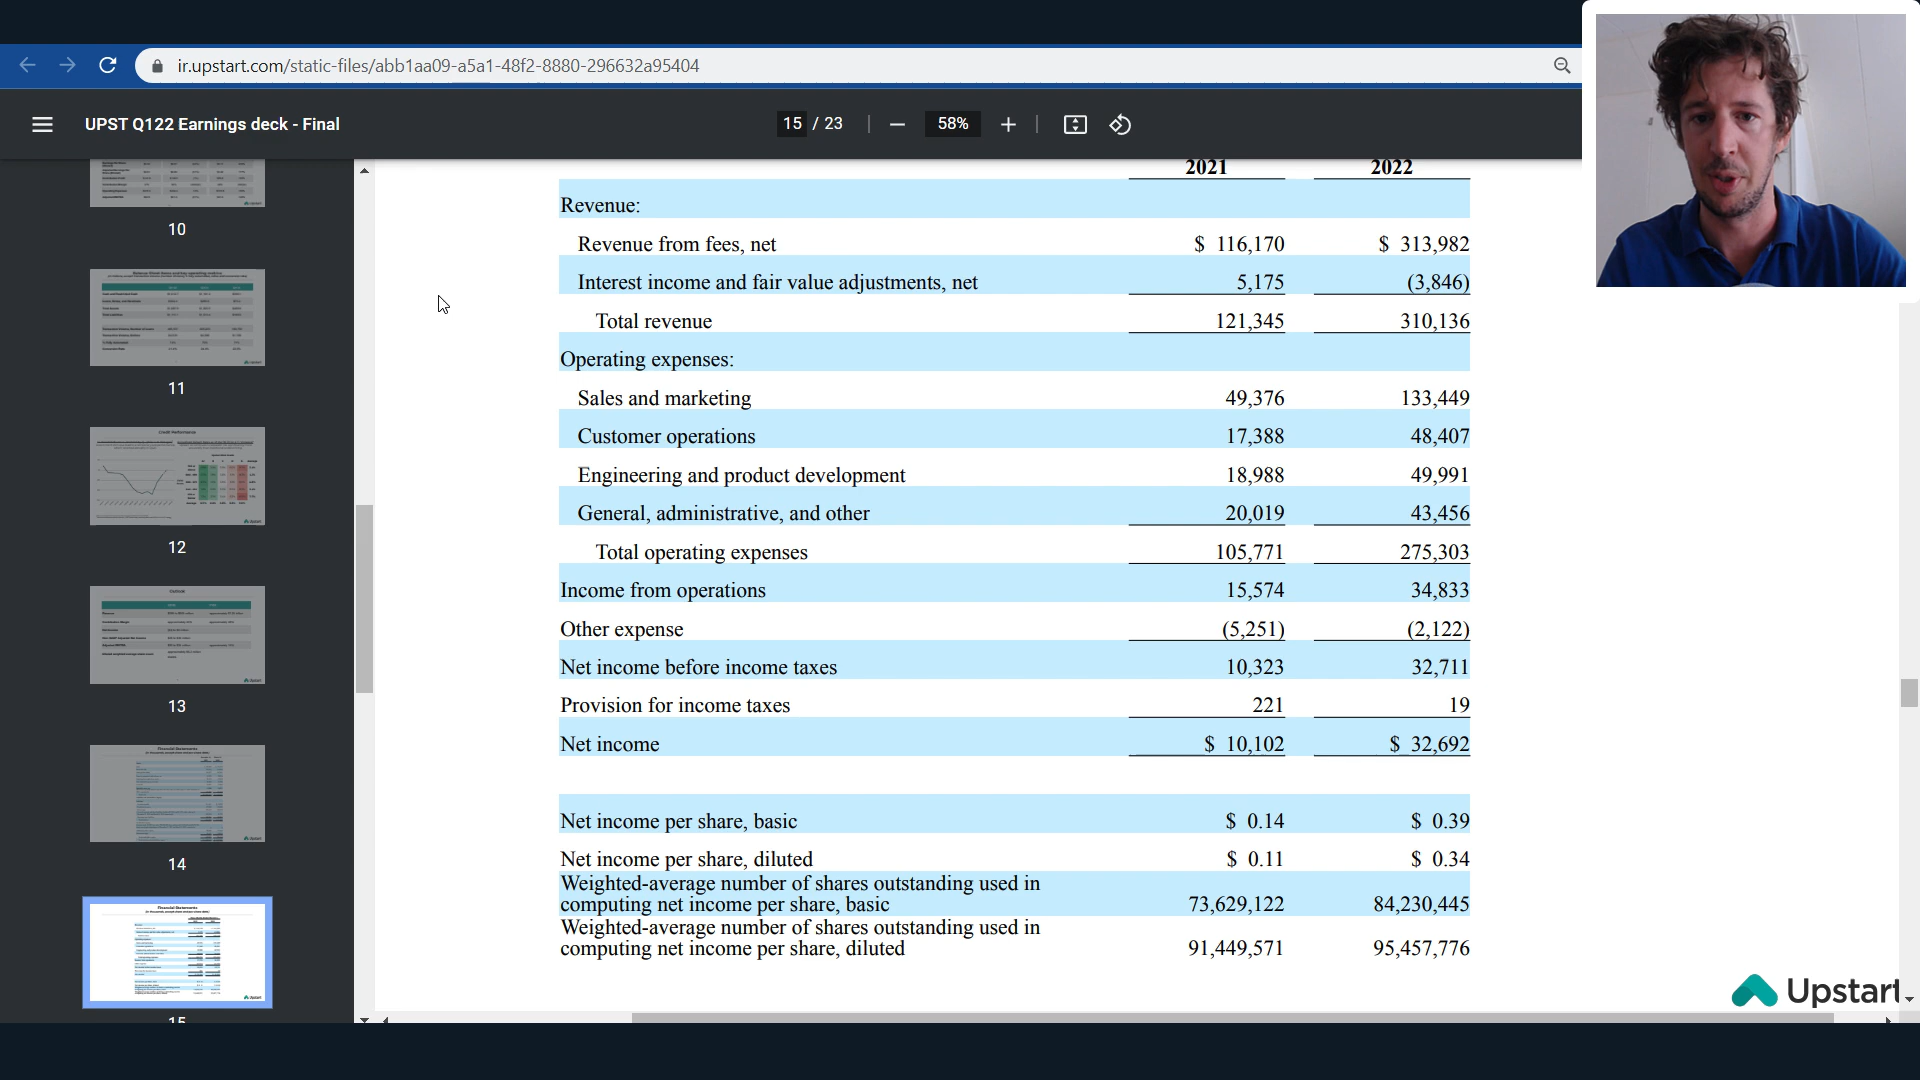 ir.upstart.com/static-files/abb1aa09-a5a1-48f2-8880-296632a95404
UPST Q122 Earnings deck - Final
15 / 23
58%
2021 2022
Revenue:
Revenue from fees, net $ 116,170 $ 313,982
Interest income and fair value adjustments, net 5,175 (3,846)
Total revenue 121,345 310,136
Operating expenses:
Sales and marketing 49,376 133,449
Customer operations 17,388 48,407
Engineering and product development 18,988 49,991
General, administrative, and other 20,019 43,456
Total operating expenses 105,771 275,303
Income from operations 15,574 34,833
Other expense (5,251) (2,122)
Net income before income taxes 10,323 32,711
Provision for income taxes 221 19
Net income $ 10,102 $ 32,692
Net income per share, basic $ 0.14 $ 0.39
Net income per share, diluted $ 0.11 $ 0.34
Weighted-average number of shares outstanding used in
computing net income per share, basic 73,629,122 84,230,445
Weighted-average number of shares outstanding used in
computing net income per share, diluted 91,449,571 95,457,776
Upstart
10
11
Credit Performance
12
Outlook
13
Financial Statements
14
Financial Statements
15